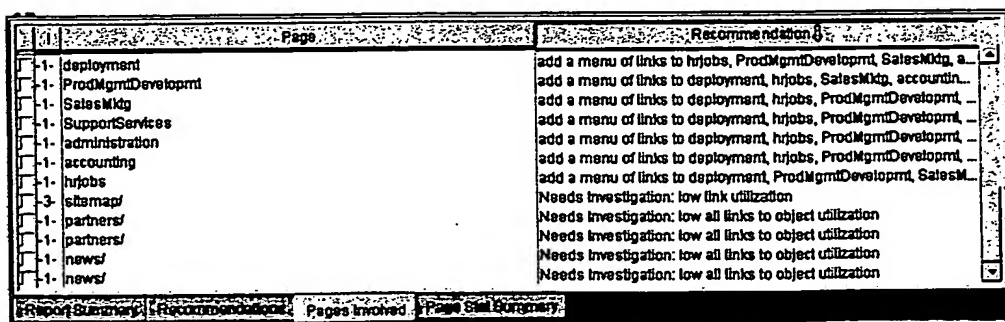 I Page Recommendation
-1- deployment add a menu of links to hrjobs, ProdMgmtDevelopmt, SalesMktg, a...
-1- ProdMgmtDevelopmt add a menu of links to deployment, hrjobs, SalesMktg, accountin...
-1- SalesMktg add a menu of links to deployment, hrjobs, ProdMgmtDevelopmt, ...
-1- SupportServices add a menu of links to deployment, hrjobs, ProdMgmtDevelopmt, ...
-1- administration add a menu of links to deployment, hrjobs, ProdMgmtDevelopmt, ...
-1- accounting add a menu of links to deployment, hrjobs, ProdMgmtDevelopmt, ...
-1- hrjobs add a menu of links to deployment, ProdMgmtDevelopmt, SalesM...
-3- sitemap/ Needs Investigation: low link utilization
-1- partners/ Needs Investigation: low all links to object utilization
-1- partners/ Needs Investigation: low all links to object utilization
-1- news/ Needs Investigation: low all links to object utilization
-1- news/ Needs Investigation: low all links to object utilization
Report Summary Recommendations Pages Involved Page Stat Summary